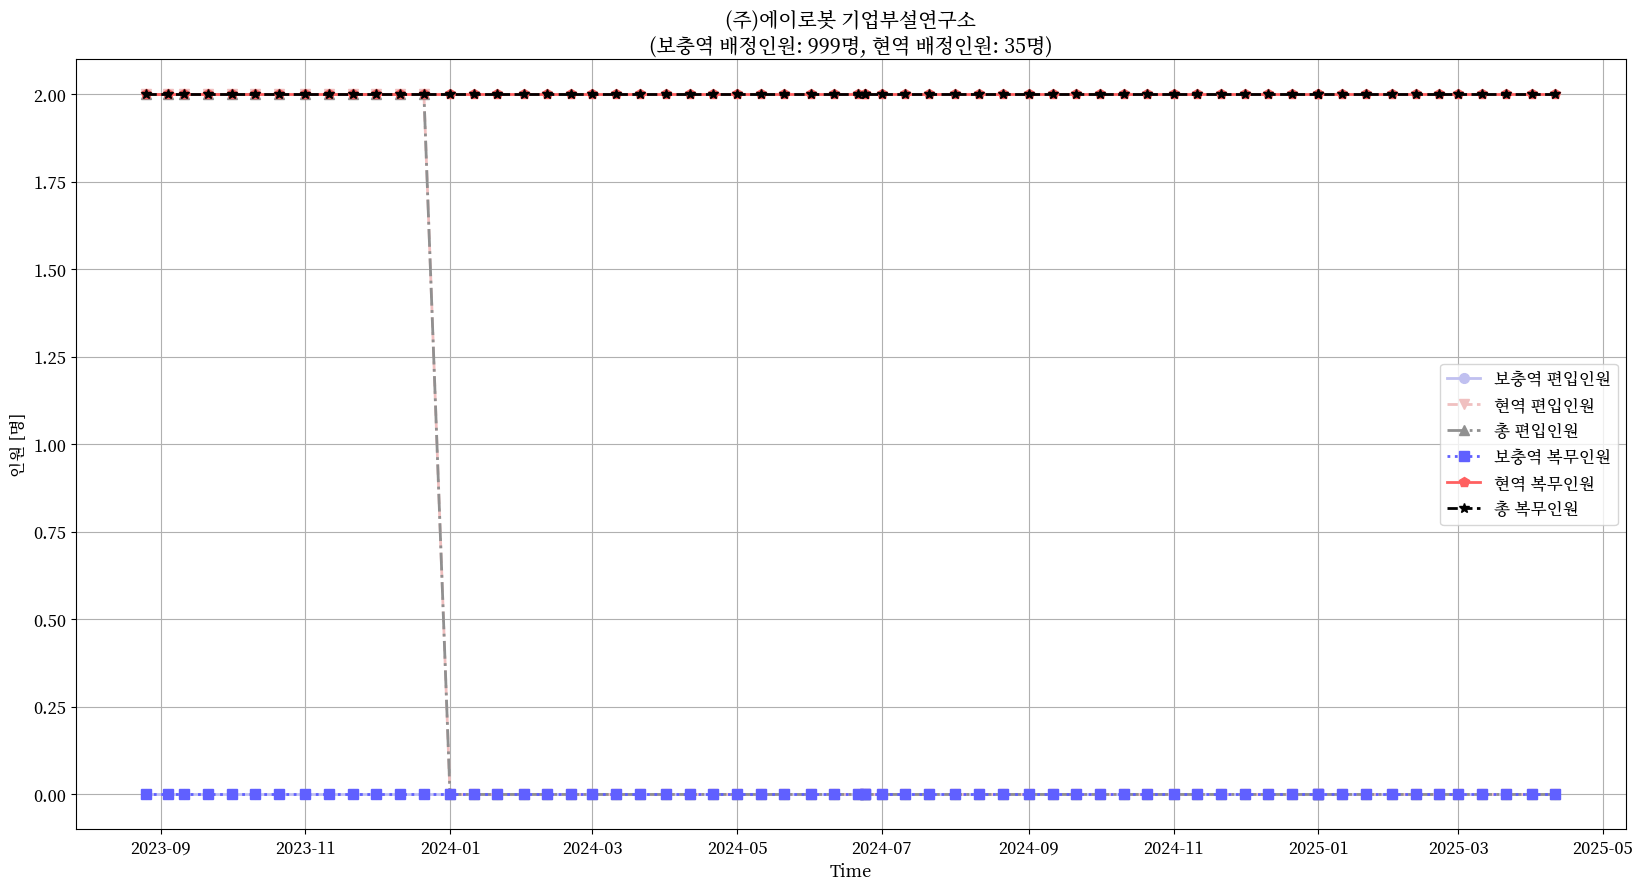 (주)에이로봇 기업부설연구소
(보충역 배정인원: 999명, 현역 배정인원: 35명)
2.00
1.75
1.50
1.25
1.00
0.75
0.50
0.25
0.00
인원 [명]
보충역 편입인원
현역 편입인원
총 편입인원
보충역 복무인원
현역 복무인원
총 복무인원
2023-09 2023-11 2024-01 2024-03 2024-05 2024-07 2024-09 2024-11 2025-01 2025-03 2025-05
Time